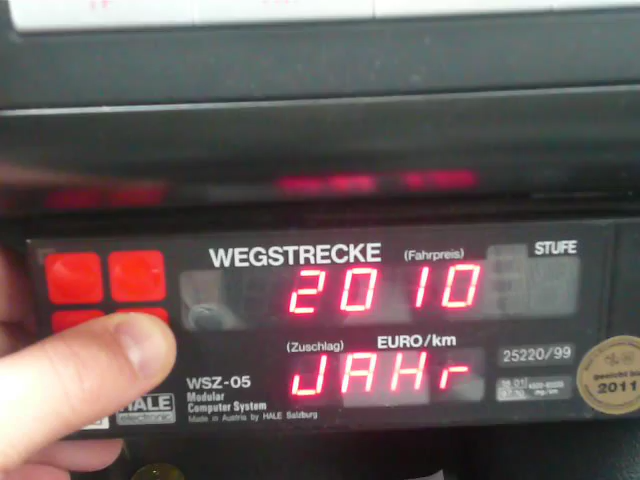 WEGSTRECKE (Fahrpreis) STUFE
2010
(Zuschlag) EURO/km
JAHr
25220/99
WSZ-05
Modular
Computer System
Made in Austria by HALE Salzburg
HALE
electronic
2011